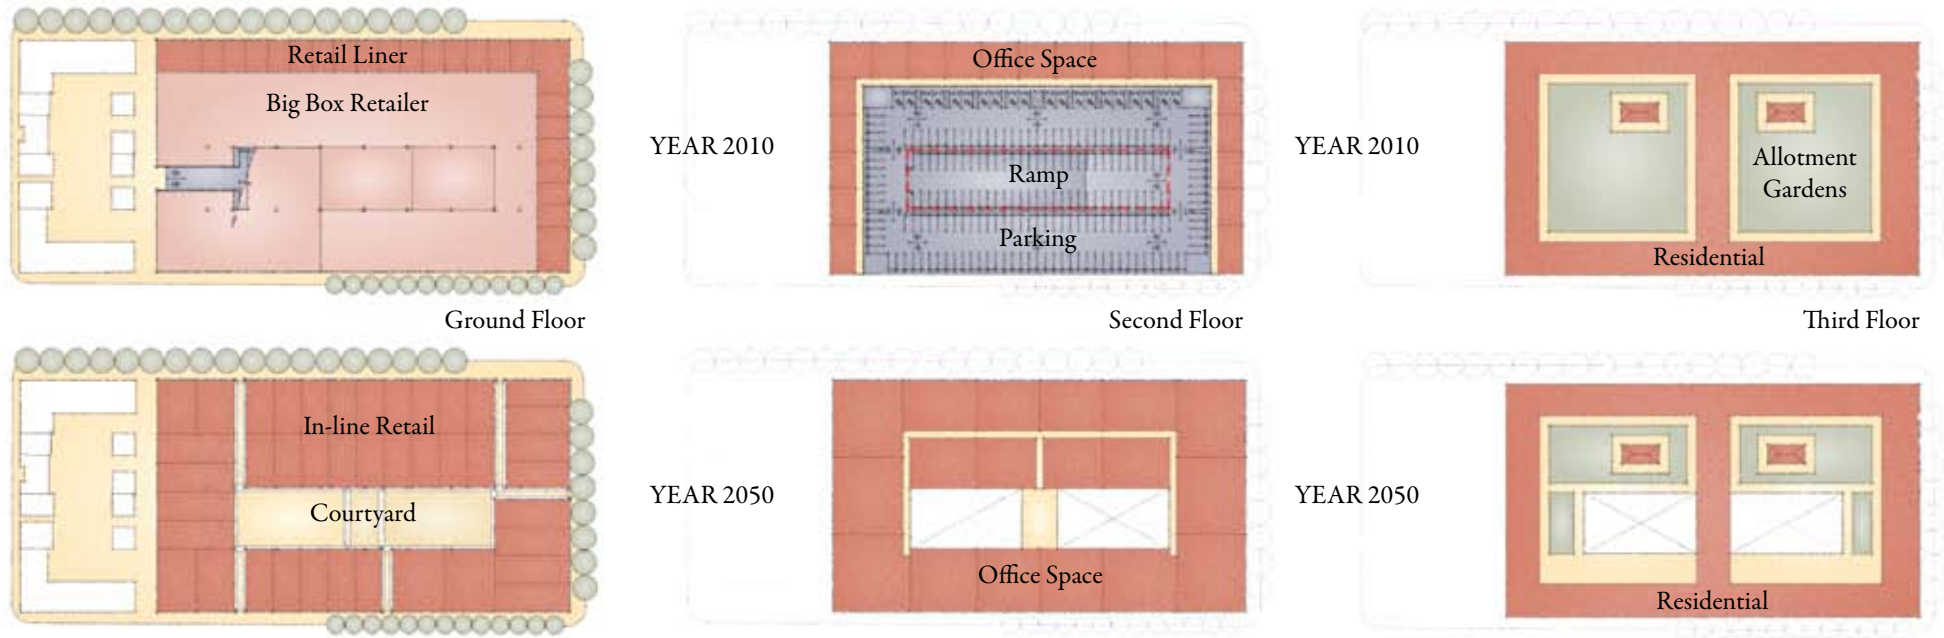 Retail Liner
Big Box Retailer
YEAR 2010
Office Space
Ramp
Parking
YEAR 2010
Allotment
Gardens
Residential
Ground Floor
Second Floor
Third Floor
In-line Retail
Courtyard
YEAR 2050
Office Space
YEAR 2050
Residential